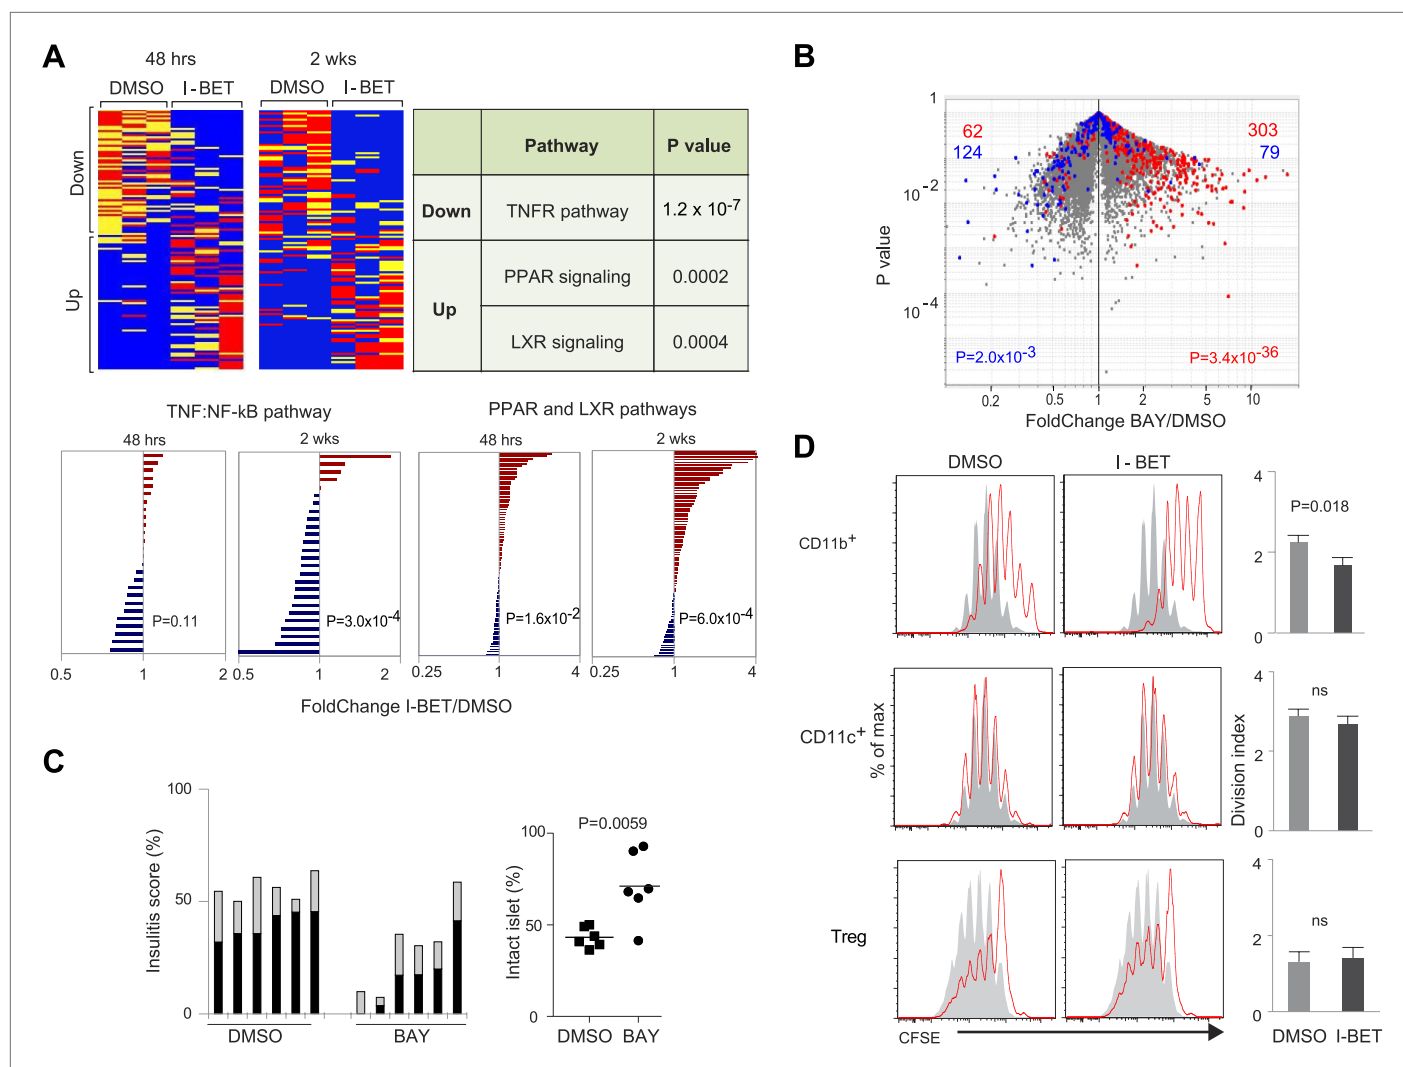 A
48 hrs
2 wks
DMSO
I-BET
DMSO
I-BET
Down
Up
Pathway
P value
Down
TNFR pathway
1.2 x 10-7
Up
PPAR signaling
0.0002
LXR signaling
0.0004
TNF:NF-kB pathway
PPAR and LXR pathways
48 hrs
2 wks
48 hrs
2 wks
P=0.11
P=3.0x10-4
P=1.6x10-2
P=6.0x10-4
0.5
1
2
0.5
1
2
0.25
1
4
0.25
1
4
FoldChange I-BET/DMSO
B
1
10-2
10-4
P value
62
124
303
79
P=2.0x10-3
P=3.4x10-36
0.2
0.5
1
2
5
10
FoldChange BAY/DMSO
C
Insulitis score (%)
100
50
0
DMSO
BAY
Intact islet (%)
100
50
0
P=0.0059
DMSO
BAY
D
DMSO
I-BET
CD11b+
CD11c+
Treg
% of max
CFSE
Division index
4
2
0
P=0.018
4
2
0
ns
4
2
0
ns
DMSO
I-BET